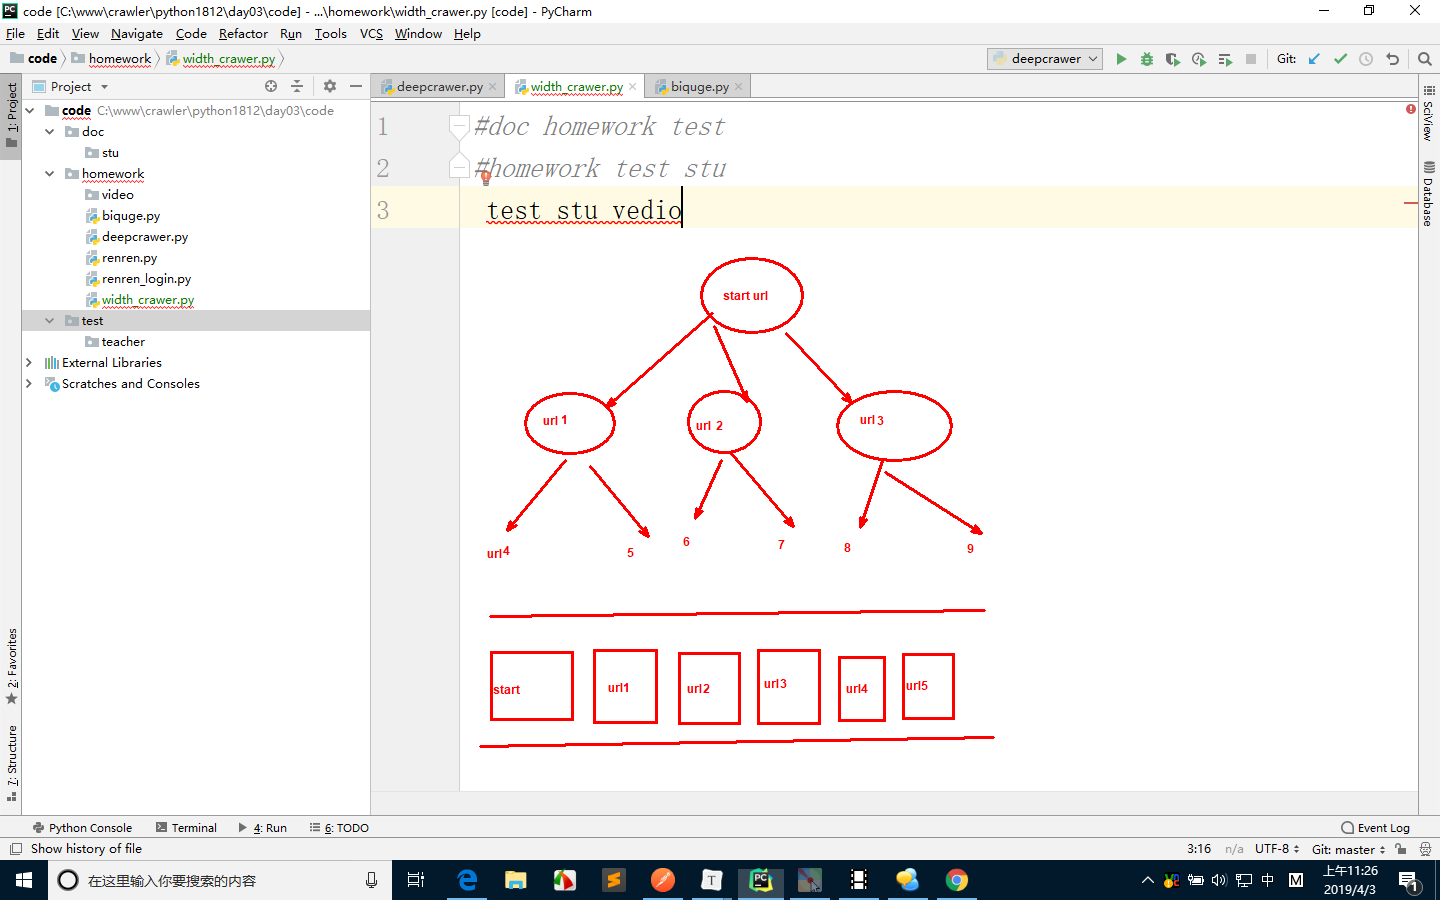 code [C:\www\crawler\python1812\day03\code] - ...\homework\width_crawer.py [code] - PyCharm
File Edit View Navigate Code Refactor Run Tools VCS Window Help
code homework width_crawer.py deepcrawer Git:
Project
deepcrawer.py width_crawer.py biquge.py
1: Project
2: Favorites
7: Structure
code C:\www\crawler\python1812\day03\code
doc
stu
homework
video
biquge.py
deepcrawer.py
renren.py
renren_login.py
width_crawer.py
test
teacher
External Libraries
Scratches and Consoles
1 #doc homework test
2 #homework test stu
3 test stu vedio
SciView
Database
start url
url 1 url 2 url 3
url4 5 6 7 8 9
start url1 url2 url3 url4 url5
Python Console Terminal 4: Run 6: TODO Event Log
Show history of file 3:16 n/a UTF-8 Git: master
在这里输入你要搜索的内容
T PC 中 M
上午11:26
2019/4/3
1